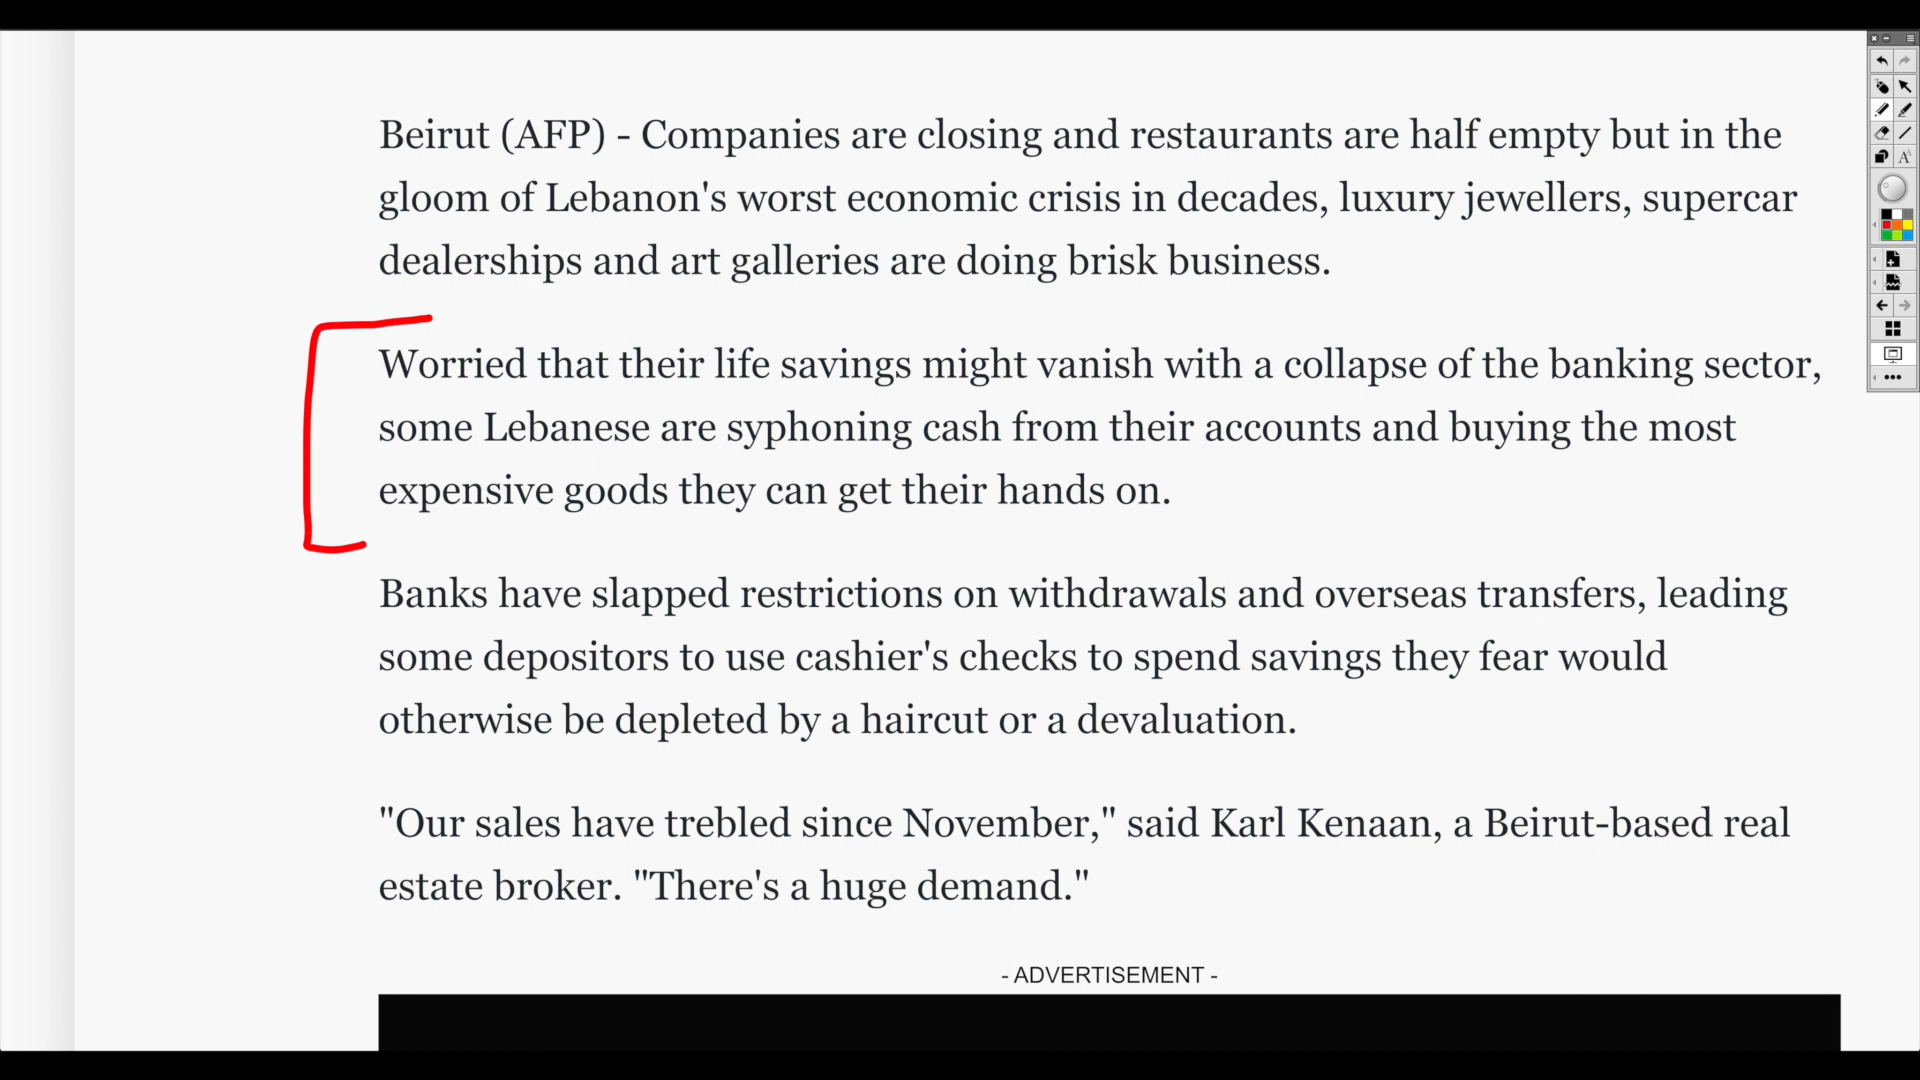 Beirut (AFP) - Companies are closing and restaurants are half empty but in the
gloom of Lebanon's worst economic crisis in decades, luxury jewellers, supercar
dealerships and art galleries are doing brisk business.
Worried that their life savings might vanish with a collapse of the banking sector,
some Lebanese are syphoning cash from their accounts and buying the most
expensive goods they can get their hands on.
Banks have slapped restrictions on withdrawals and overseas transfers, leading
some depositors to use cashier's checks to spend savings they fear would
otherwise be depleted by a haircut or a devaluation.
"Our sales have trebled since November," said Karl Kenaan, a Beirut-based real
estate broker. "There's a huge demand."
- ADVERTISEMENT -